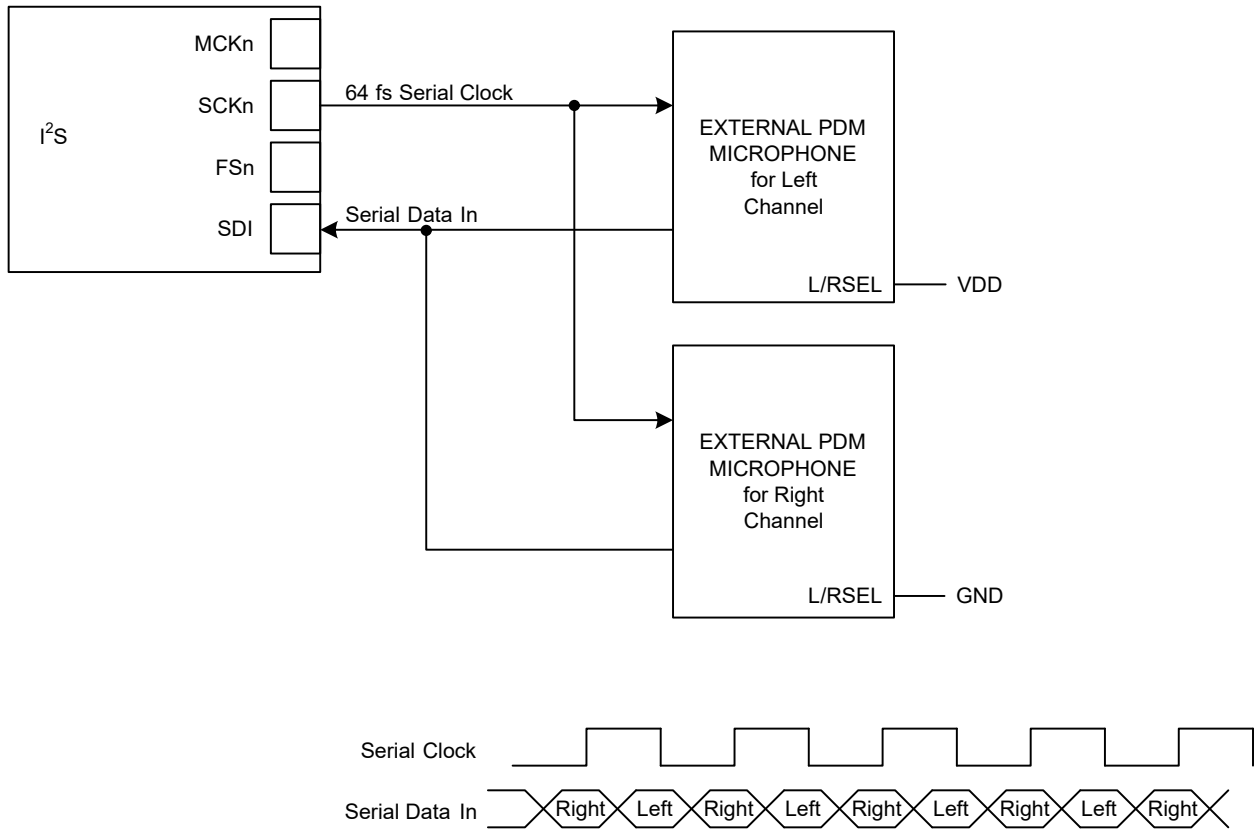 MCKn
SCKn
I²S
FSn
SDI
64 fs Serial Clock
Serial Data In
EXTERNAL PDM
MICROPHONE
for Left
Channel
L/RSEL
VDD
EXTERNAL PDM
MICROPHONE
for Right
Channel
L/RSEL
GND
Serial Clock
Serial Data In
Right Left Right Left Right Left Right Left Right